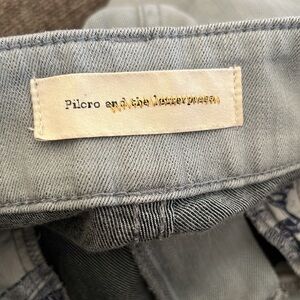 Pilcro and the letterpress